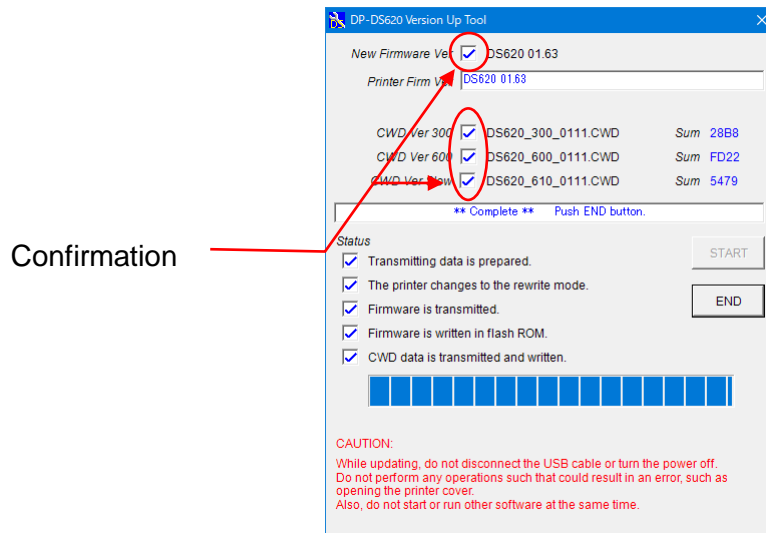 DP-DS620 Version Up Tool
New Firmware Ver DS620 01.63
Printer Firm Ver DS620 01.63
CWD Ver 300 DS620_300_0111.CWD Sum 28B8
CWD Ver 600 DS620_600_0111.CWD Sum FD22
CWD Ver Slow DS620_610_0111.CWD Sum 5479
** Complete ** Push END button.
Confirmation
Status
Transmitting data is prepared.
START
The printer changes to the rewrite mode.
END
Firmware is transmitted.
Firmware is written in flash ROM.
CWD data is transmitted and written.
CAUTION:
While updating, do not disconnect the USB cable or turn the power off.
Do not perform any operations such that could result in an error, such as
opening the printer cover.
Also, do not start or run other software at the same time.